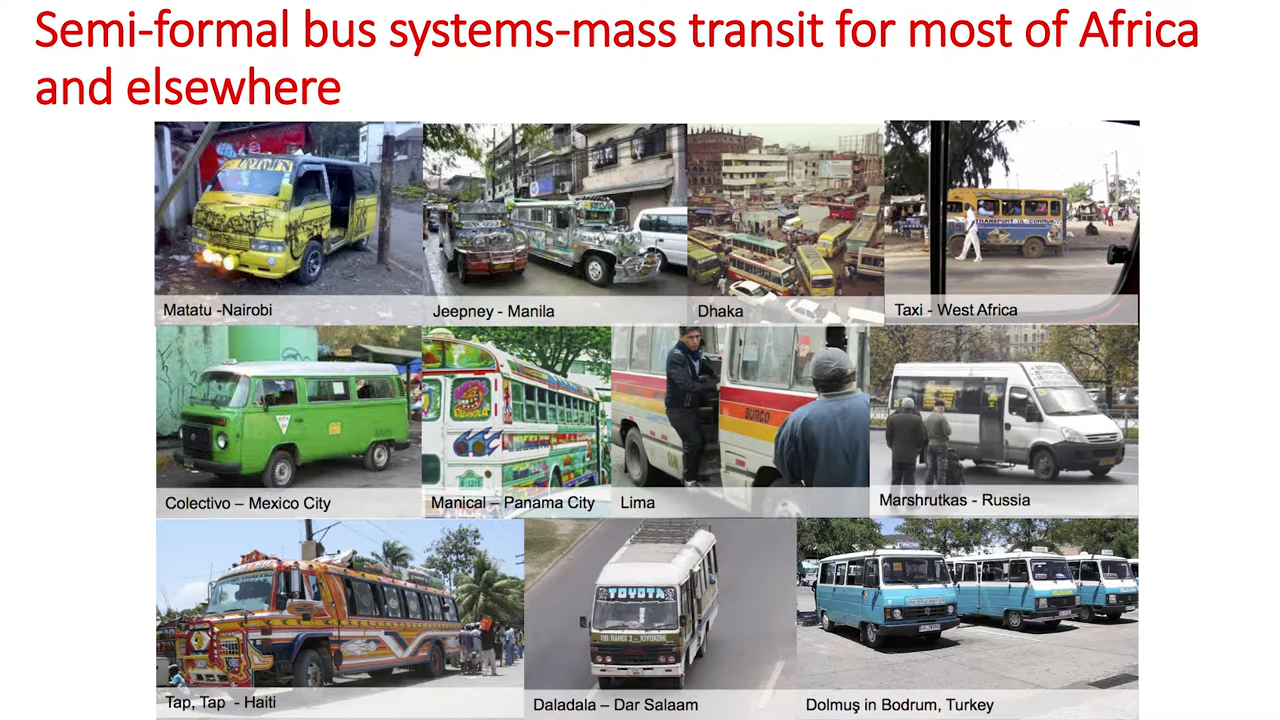 Semi-formal bus systems-mass transit for most of Africa
and elsewhere
Matatu -Nairobi
Jeepney - Manila
Dhaka
Taxi - West Africa
Colectivo – Mexico City
Manical – Panama City
SURCO
Lima
Marshrutkas - Russia
Tap, Tap - Haiti
TOYOTA
Daladala – Dar Salaam
Dolmuş in Bodrum, Turkey